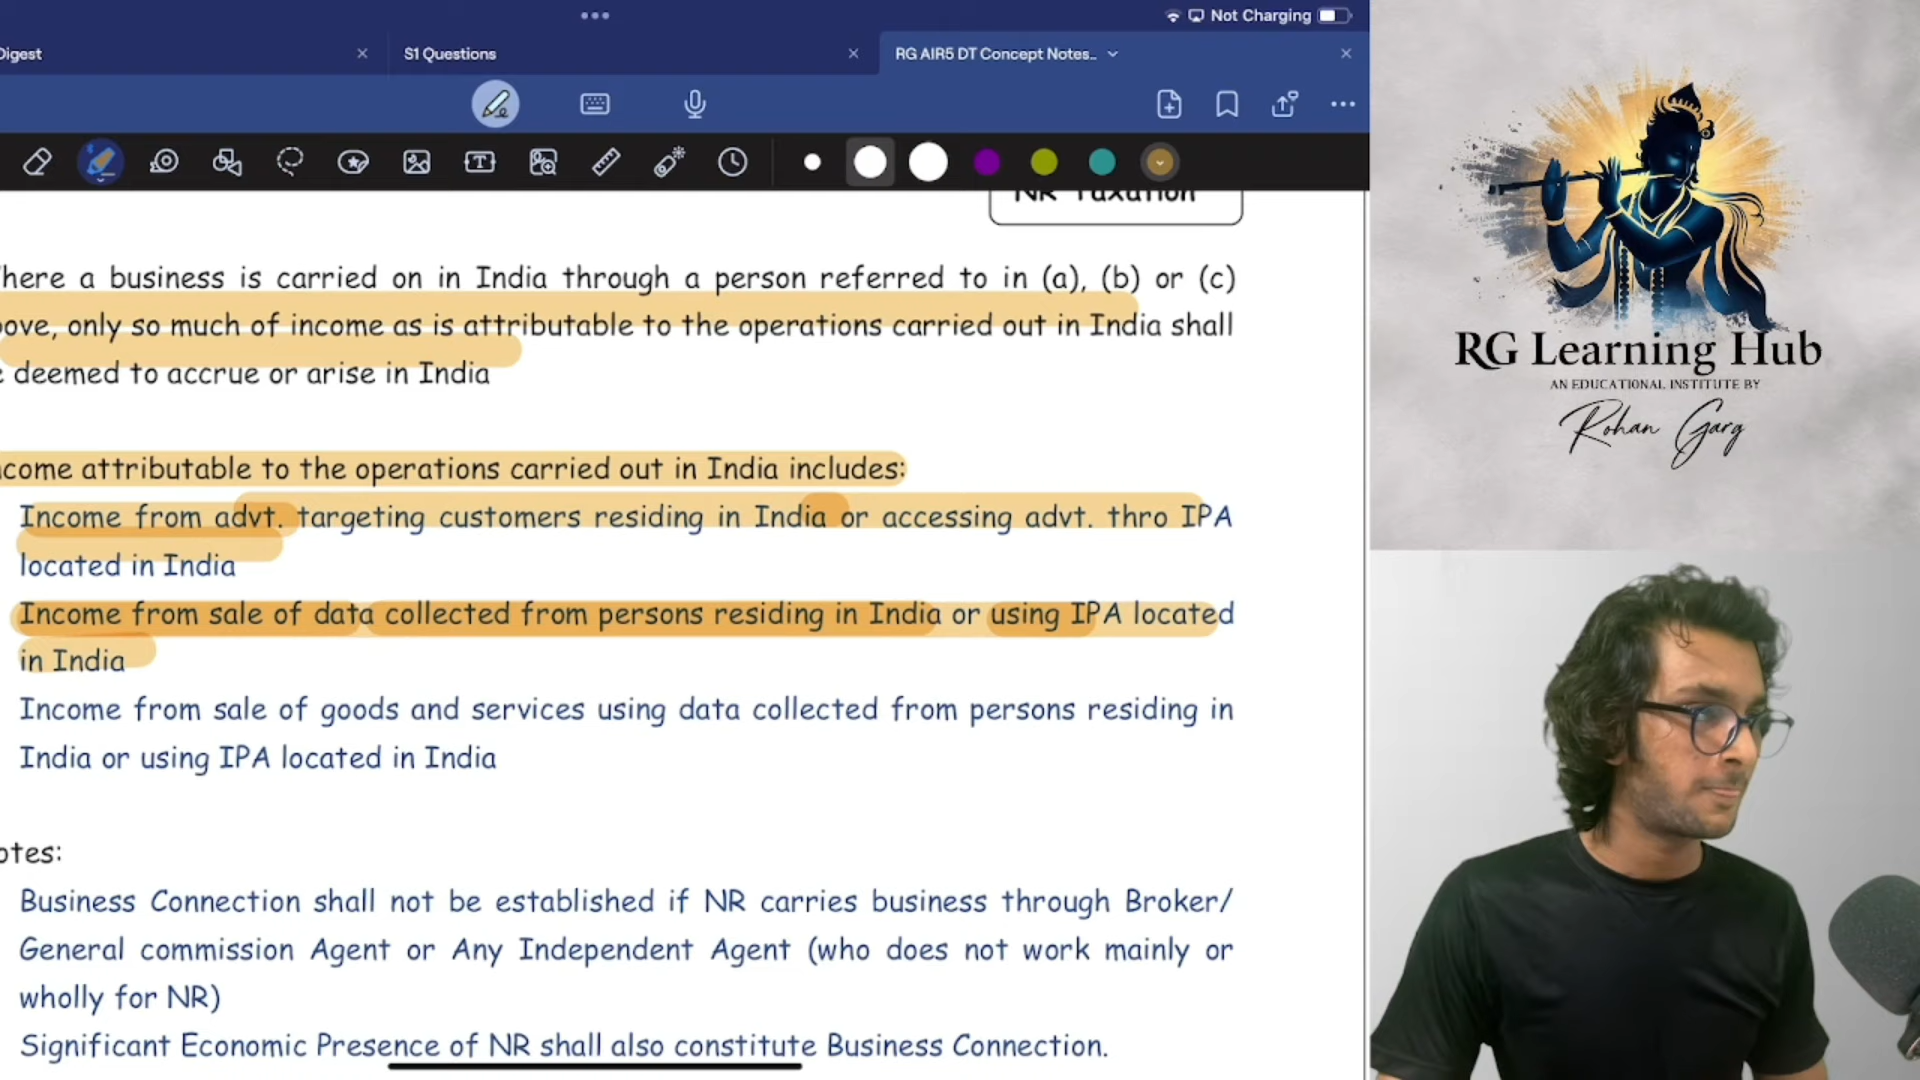 Not Charging
Digest
S1 Questions
RG AIR5 DT Concept Notes..
NR Taxation
here a business is carried on in India through a person referred to in (a), (b) or (c)
ove, only so much of income as is attributable to the operations carried out in India shall
deemed to accrue or arise in India
come attributable to the operations carried out in India includes:
Income from advt. targeting customers residing in India or accessing advt. thro IPA
located in India
Income from sale of data collected from persons residing in India or using IPA located
in India
Income from sale of goods and services using data collected from persons residing in
India or using IPA located in India
otes:
Business Connection shall not be established if NR carries business through Broker/
General commission Agent or Any Independent Agent (who does not work mainly or
wholly for NR)
Significant Economic Presence of NR shall also constitute Business Connection.
RG Learning Hub
AN EDUCATIONAL INSTITUTE BY
Rohan Garg